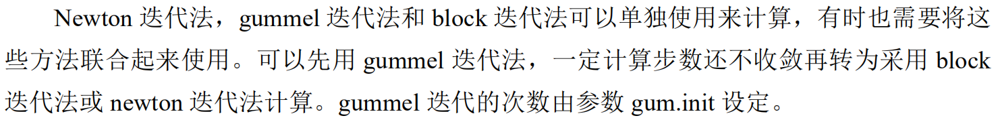 Newton 迭代法，gummel 迭代法和 block 迭代法可以单独使用来计算，有时也需要将这
些方法联合起来使用。可以先用 gummel 迭代法，一定计算步数还不收敛再转为采用 block
迭代法或 newton 迭代法计算。gummel 迭代的次数由参数 gum.init 设定。